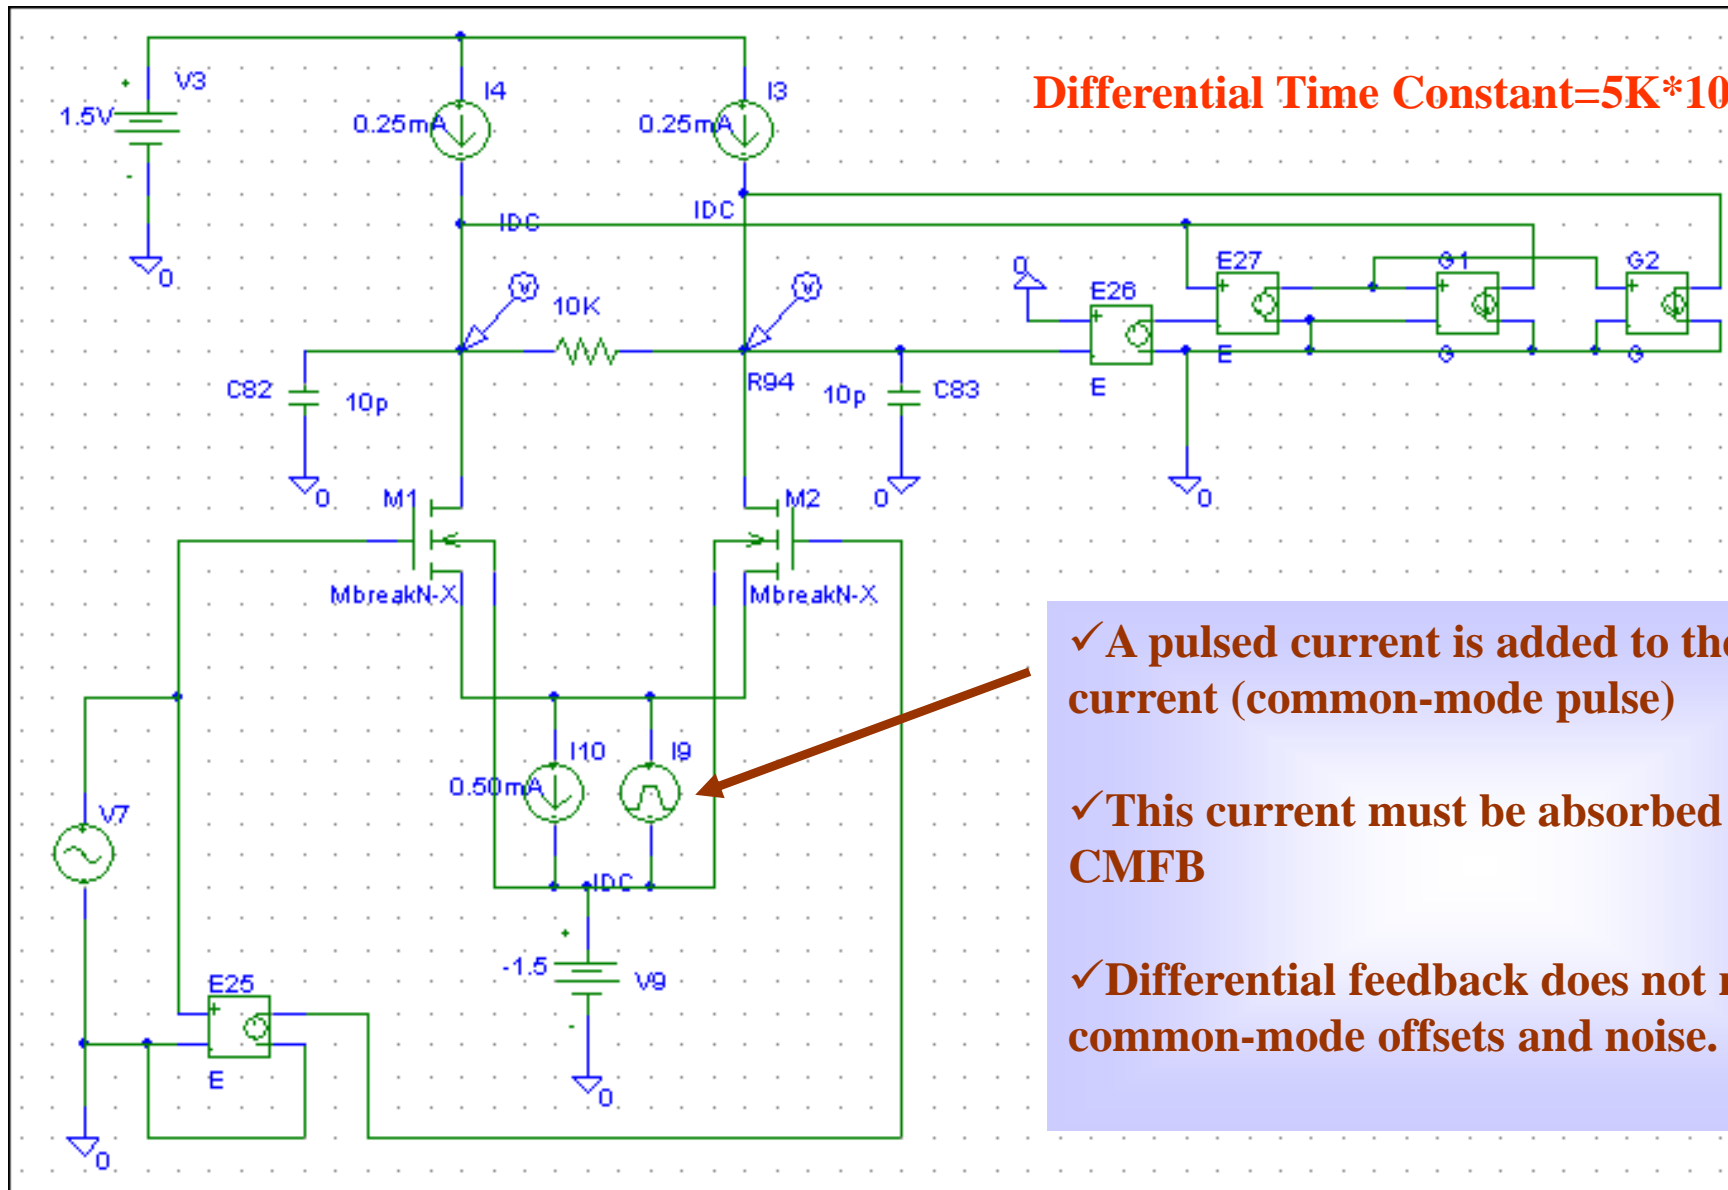 Differential Time Constant=5K*10
V3
1.5V
+
-
0
I4
0.25mA
IDC
I3
0.25mA
IDC
10K
R94
C82
10p
0
10p
C83
0
0
E26
+
-
E
E27
+
-
E
G1
+
-
G
G2
+
-
G
0
M1
MbreakN-X
M2
MbreakN-X
I10
0.50mA
I9
IDC
V7
+
-1.5
V9
-
0
E25
+
-
E
0
✓A pulsed current is added to the
current (common-mode pulse)
✓This current must be absorbed
CMFB
✓Differential feedback does not
common-mode offsets and noise.